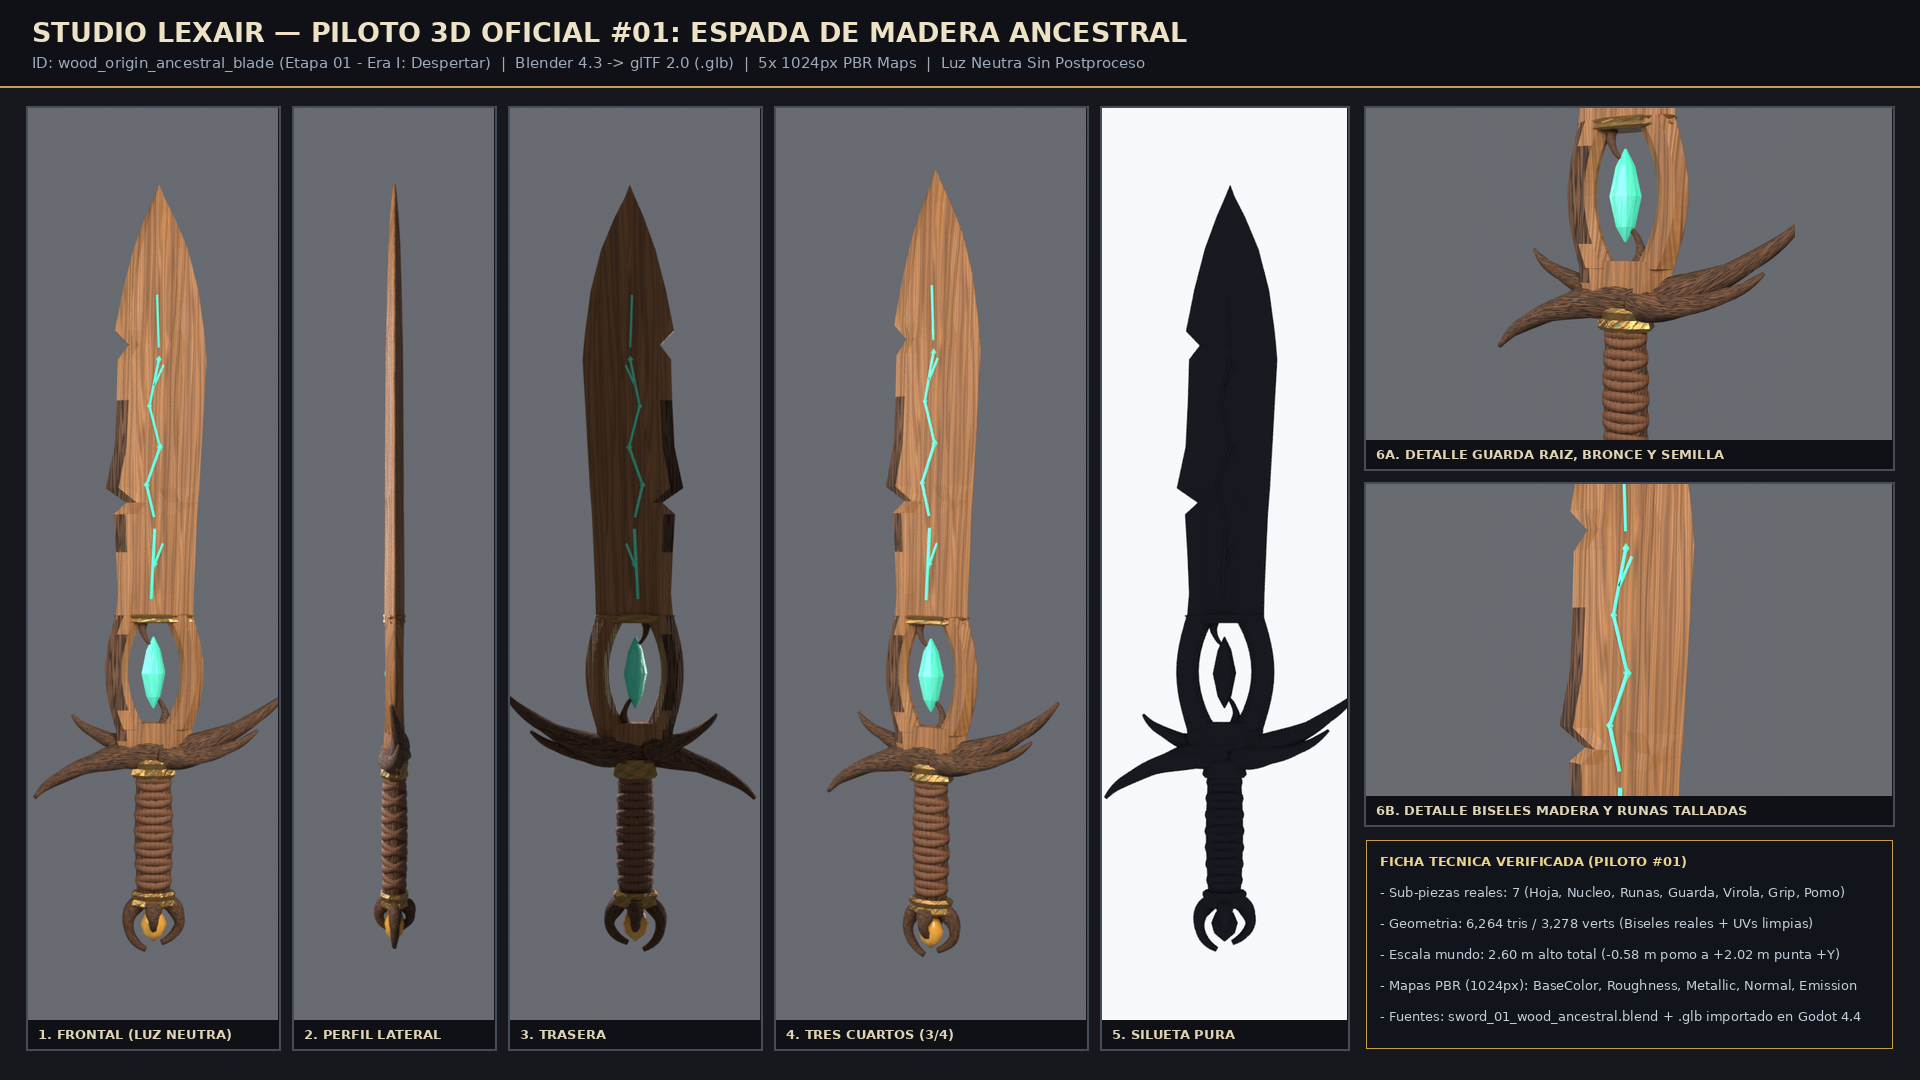 STUDIO LEXAIR — PILOTO 3D OFICIAL #01: ESPADA DE MADERA ANCESTRAL
ID: wood_origin_ancestral_blade (Etapa 01 - Era I: Despertar) | Blender 4.3 -> glTF 2.0 (.glb) | 5x 1024px PBR Maps | Luz Neutra Sin Postproceso
1. FRONTAL (LUZ NEUTRA)
2. PERFIL LATERAL
3. TRASERA
4. TRES CUARTOS (3/4)
5. SILUETA PURA
6A. DETALLE GUARDA RAIZ, BRONCE Y SEMILLA
6B. DETALLE BISELES MADERA Y RUNAS TALLADAS
FICHA TECNICA VERIFICADA (PILOTO #01)
- Sub-piezas reales: 7 (Hoja, Nucleo, Runas, Guarda, Virola, Grip, Pomo)
- Geometria: 6,264 tris / 3,278 verts (Biseles reales + UVs limpias)
- Escala mundo: 2.60 m alto total (-0.58 m pomo a +2.02 m punta +Y)
- Mapas PBR (1024px): BaseColor, Roughness, Metallic, Normal, Emission
- Fuentes: sword_01_wood_ancestral.blend + .glb importado en Godot 4.4